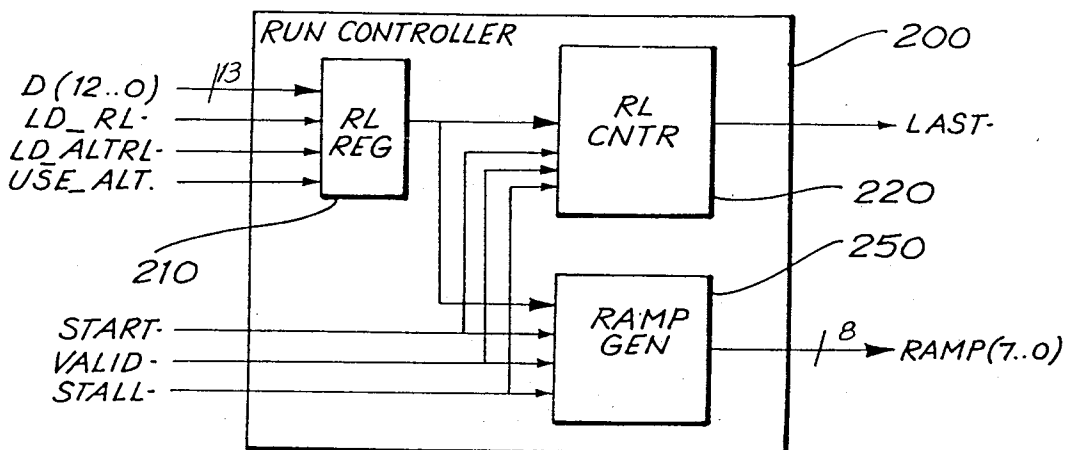 RUN CONTROLLER
200
D(12..0)
13
LD_RL-
LD_ALTRL-
USE_ALT.
RL
REG
RL
CNTR
LAST-
220
210
250
START-
VALID-
STALL-
RAMP
GEN
8
RAMP(7..0)